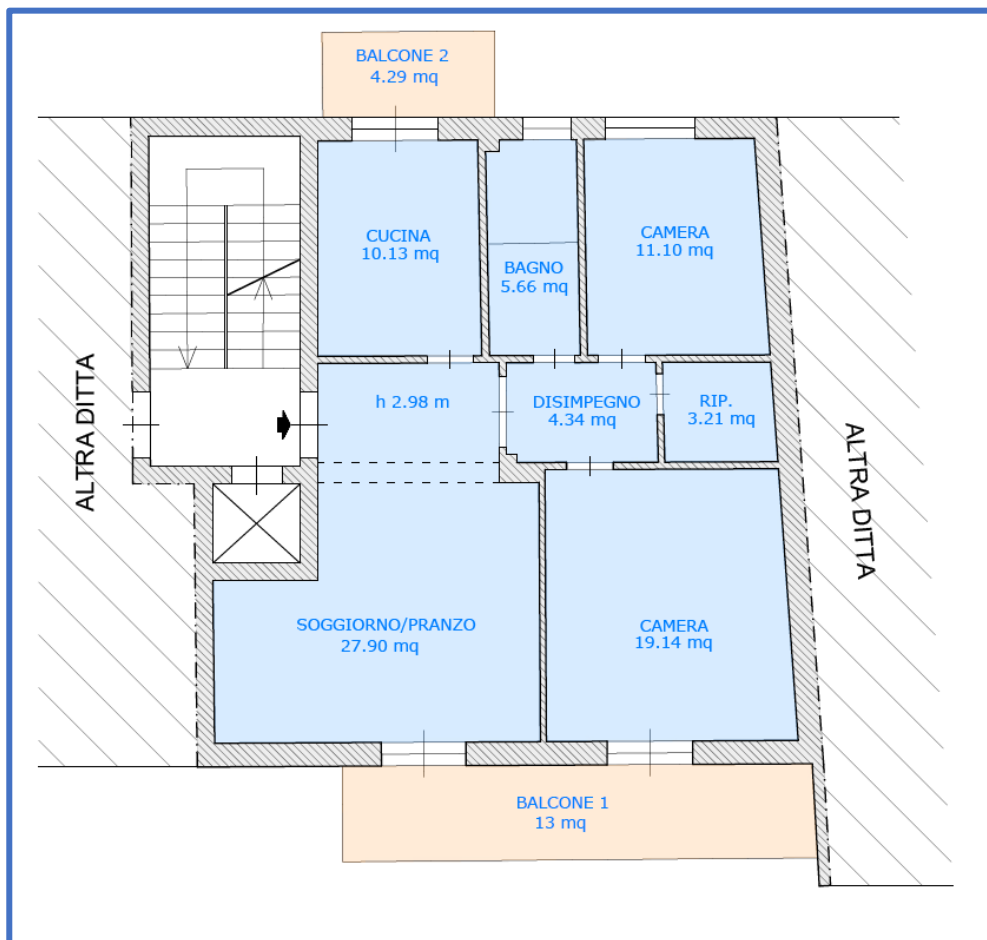 BALCONE 2
4.29 mq
CUCINA
10.13 mq
BAGNO
5.66 mq
CAMERA
11.10 mq
h 2.98 m
DISIMPEGNO
4.34 mq
RIP.
3.21 mq
ALTRA DITTA
ALTRA DITTA
SOGGIORNO/PRANZO
27.90 mq
CAMERA
19.14 mq
BALCONE 1
13 mq